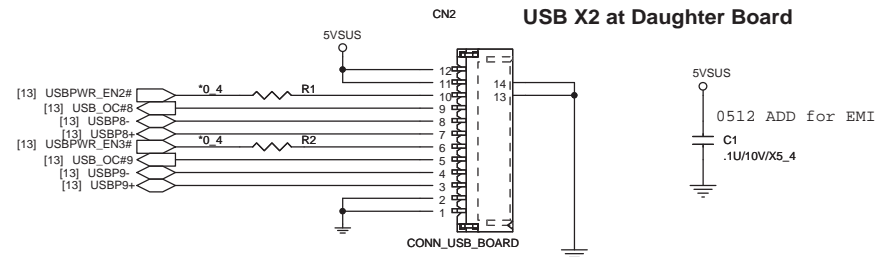 CN2
USB X2 at Daughter Board
5VSUS
12
11
[13] USBPWR_EN2# *0_4 R1 10
[13] USB_OC#8 9
[13] USBP8- 8
[13] USBP8+ 7
[13] USBPWR_EN3# *0_4 R2 6
[13] USB_OC#9 5
[13] USBP9- 4
[13] USBP9+ 3
2
1
14
13
CONN_USB_BOARD
5VSUS
0512 ADD for EMI
C1
.1U/10V/X5_4